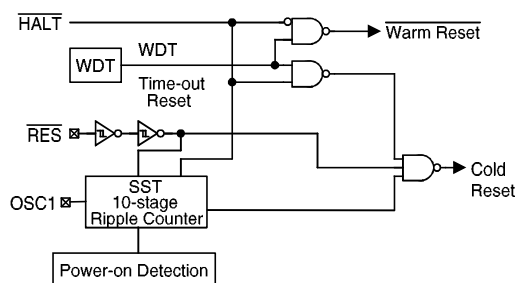 HALT
Warm Reset
WDT
WDT
Time-out
Reset
RES
Cold
Reset
OSC1
SST
10-stage
Ripple Counter
Power-on Detection